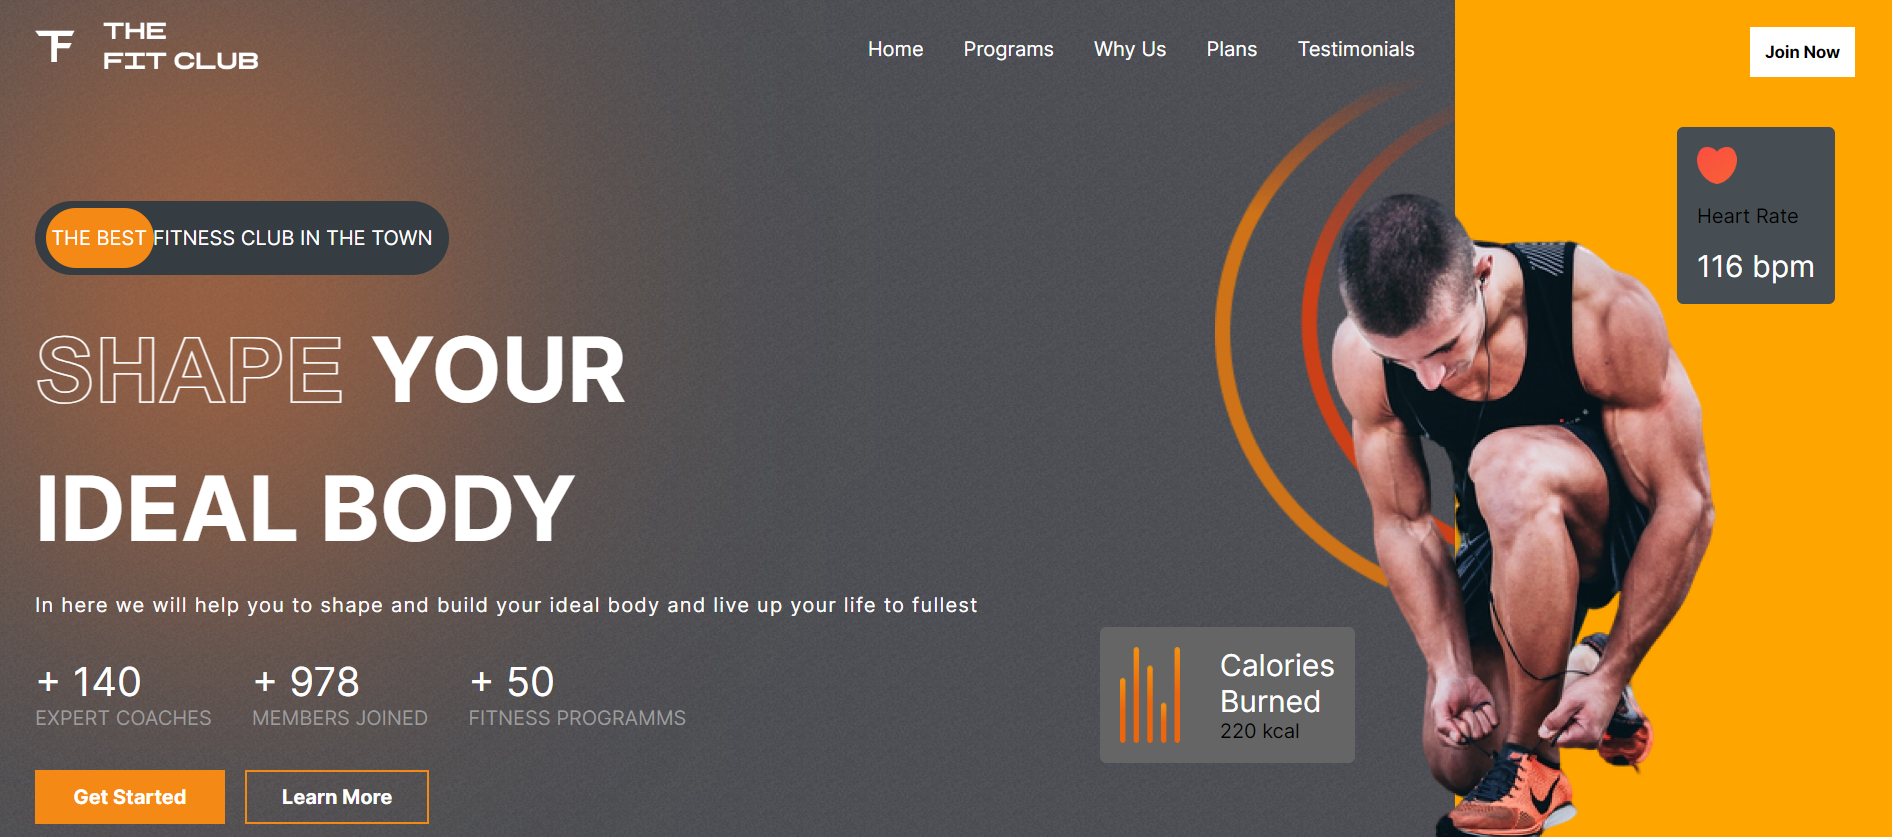 THE
FIT CLUB
Home Programs Why Us Plans Testimonials
Join Now
Heart Rate
116 bpm
THE BEST FITNESS CLUB IN THE TOWN
SHAPE YOUR
IDEAL BODY
In here we will help you to shape and build your ideal body and live up your life to fullest
+ 140 + 978 + 50
EXPERT COACHES MEMBERS JOINED FITNESS PROGRAMMS
Calories
Burned
220 kcal
Get Started Learn More